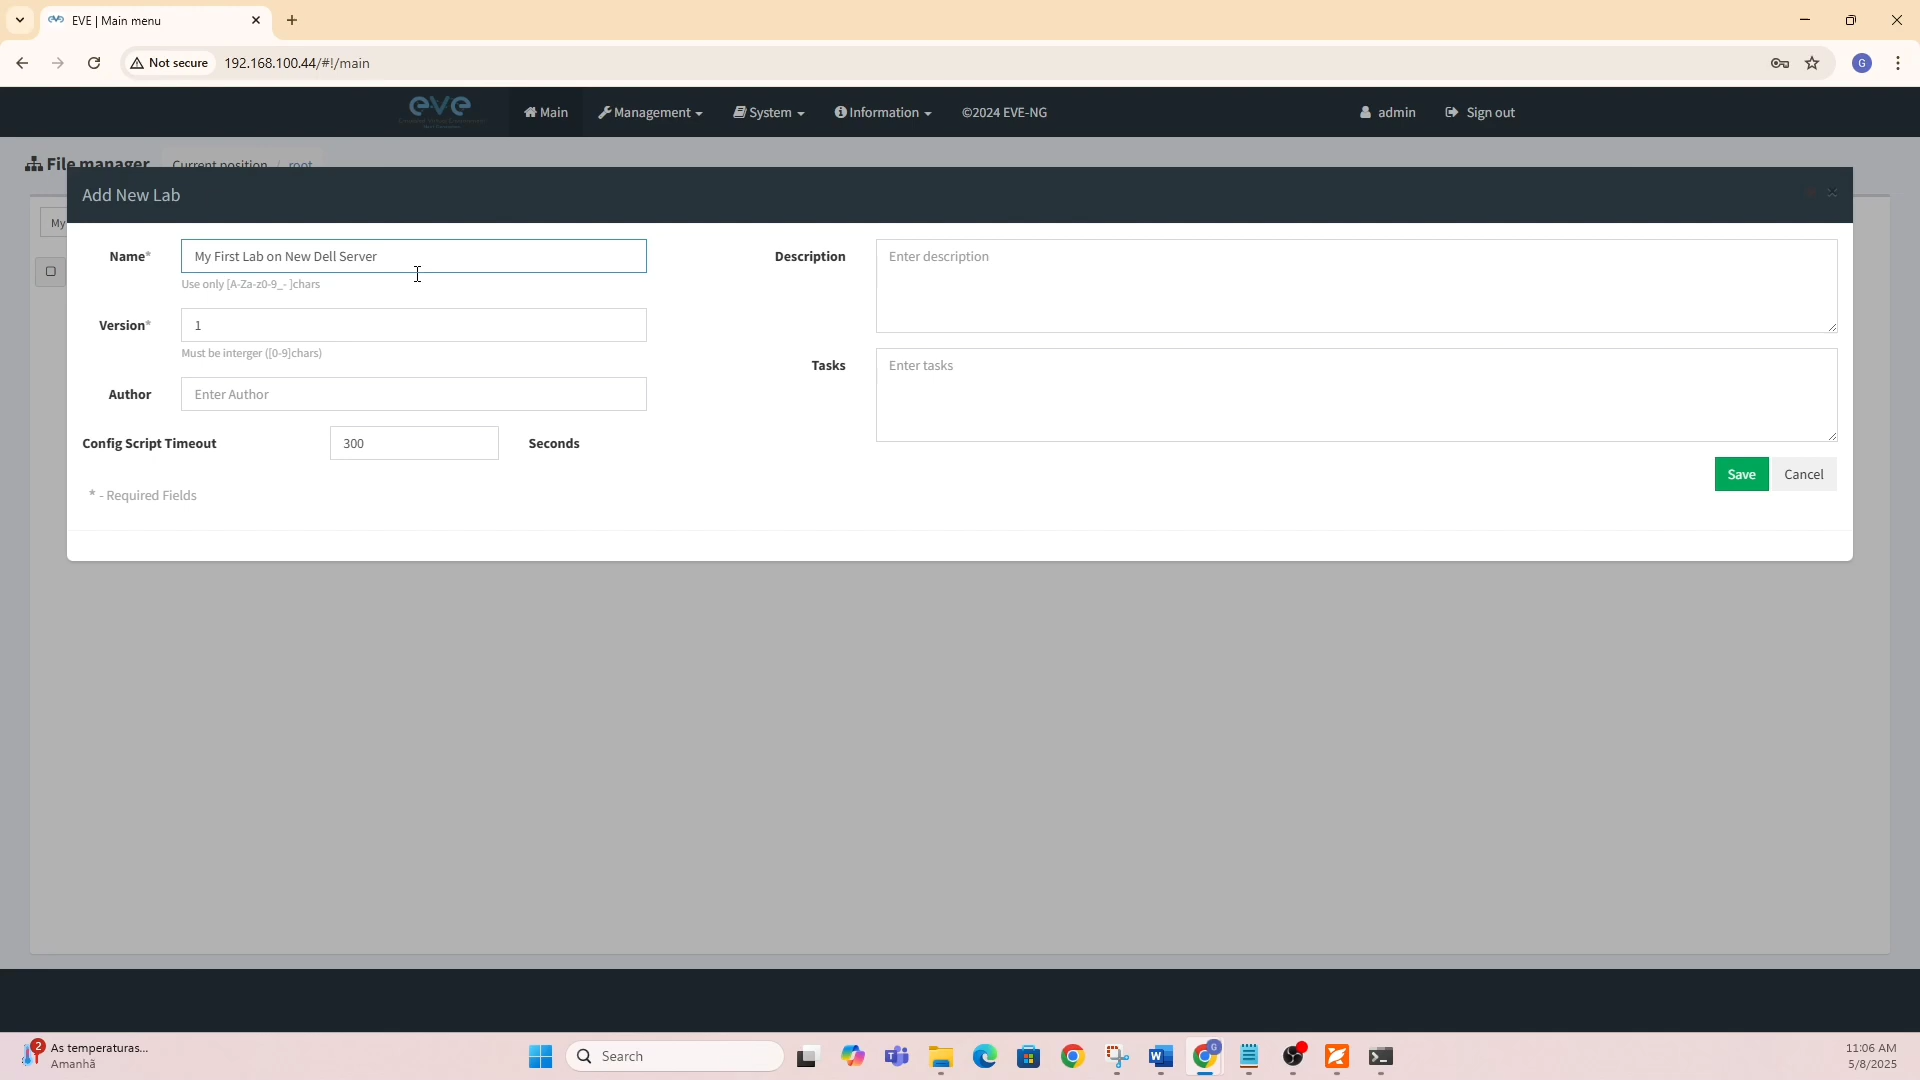 EVE | Main menu
Not secure
192.168.100.44/#!/main
G
eve
Main
Management
System
Information
©2024 EVE-NG
admin
Sign out
File manager
Current position / root
Add New Lab
My
Name*
My First Lab on New Dell Server
Use only [A-Za-z0-9_- ]chars
Version*
1
Must be interger ([0-9]chars)
Author
Enter Author
Config Script Timeout
300
Seconds
* - Required Fields
Description
Enter description
Tasks
Enter tasks
Save
Cancel
2
As temperaturas...
Amanhã
Search
G
11:06 AM
5/8/2025